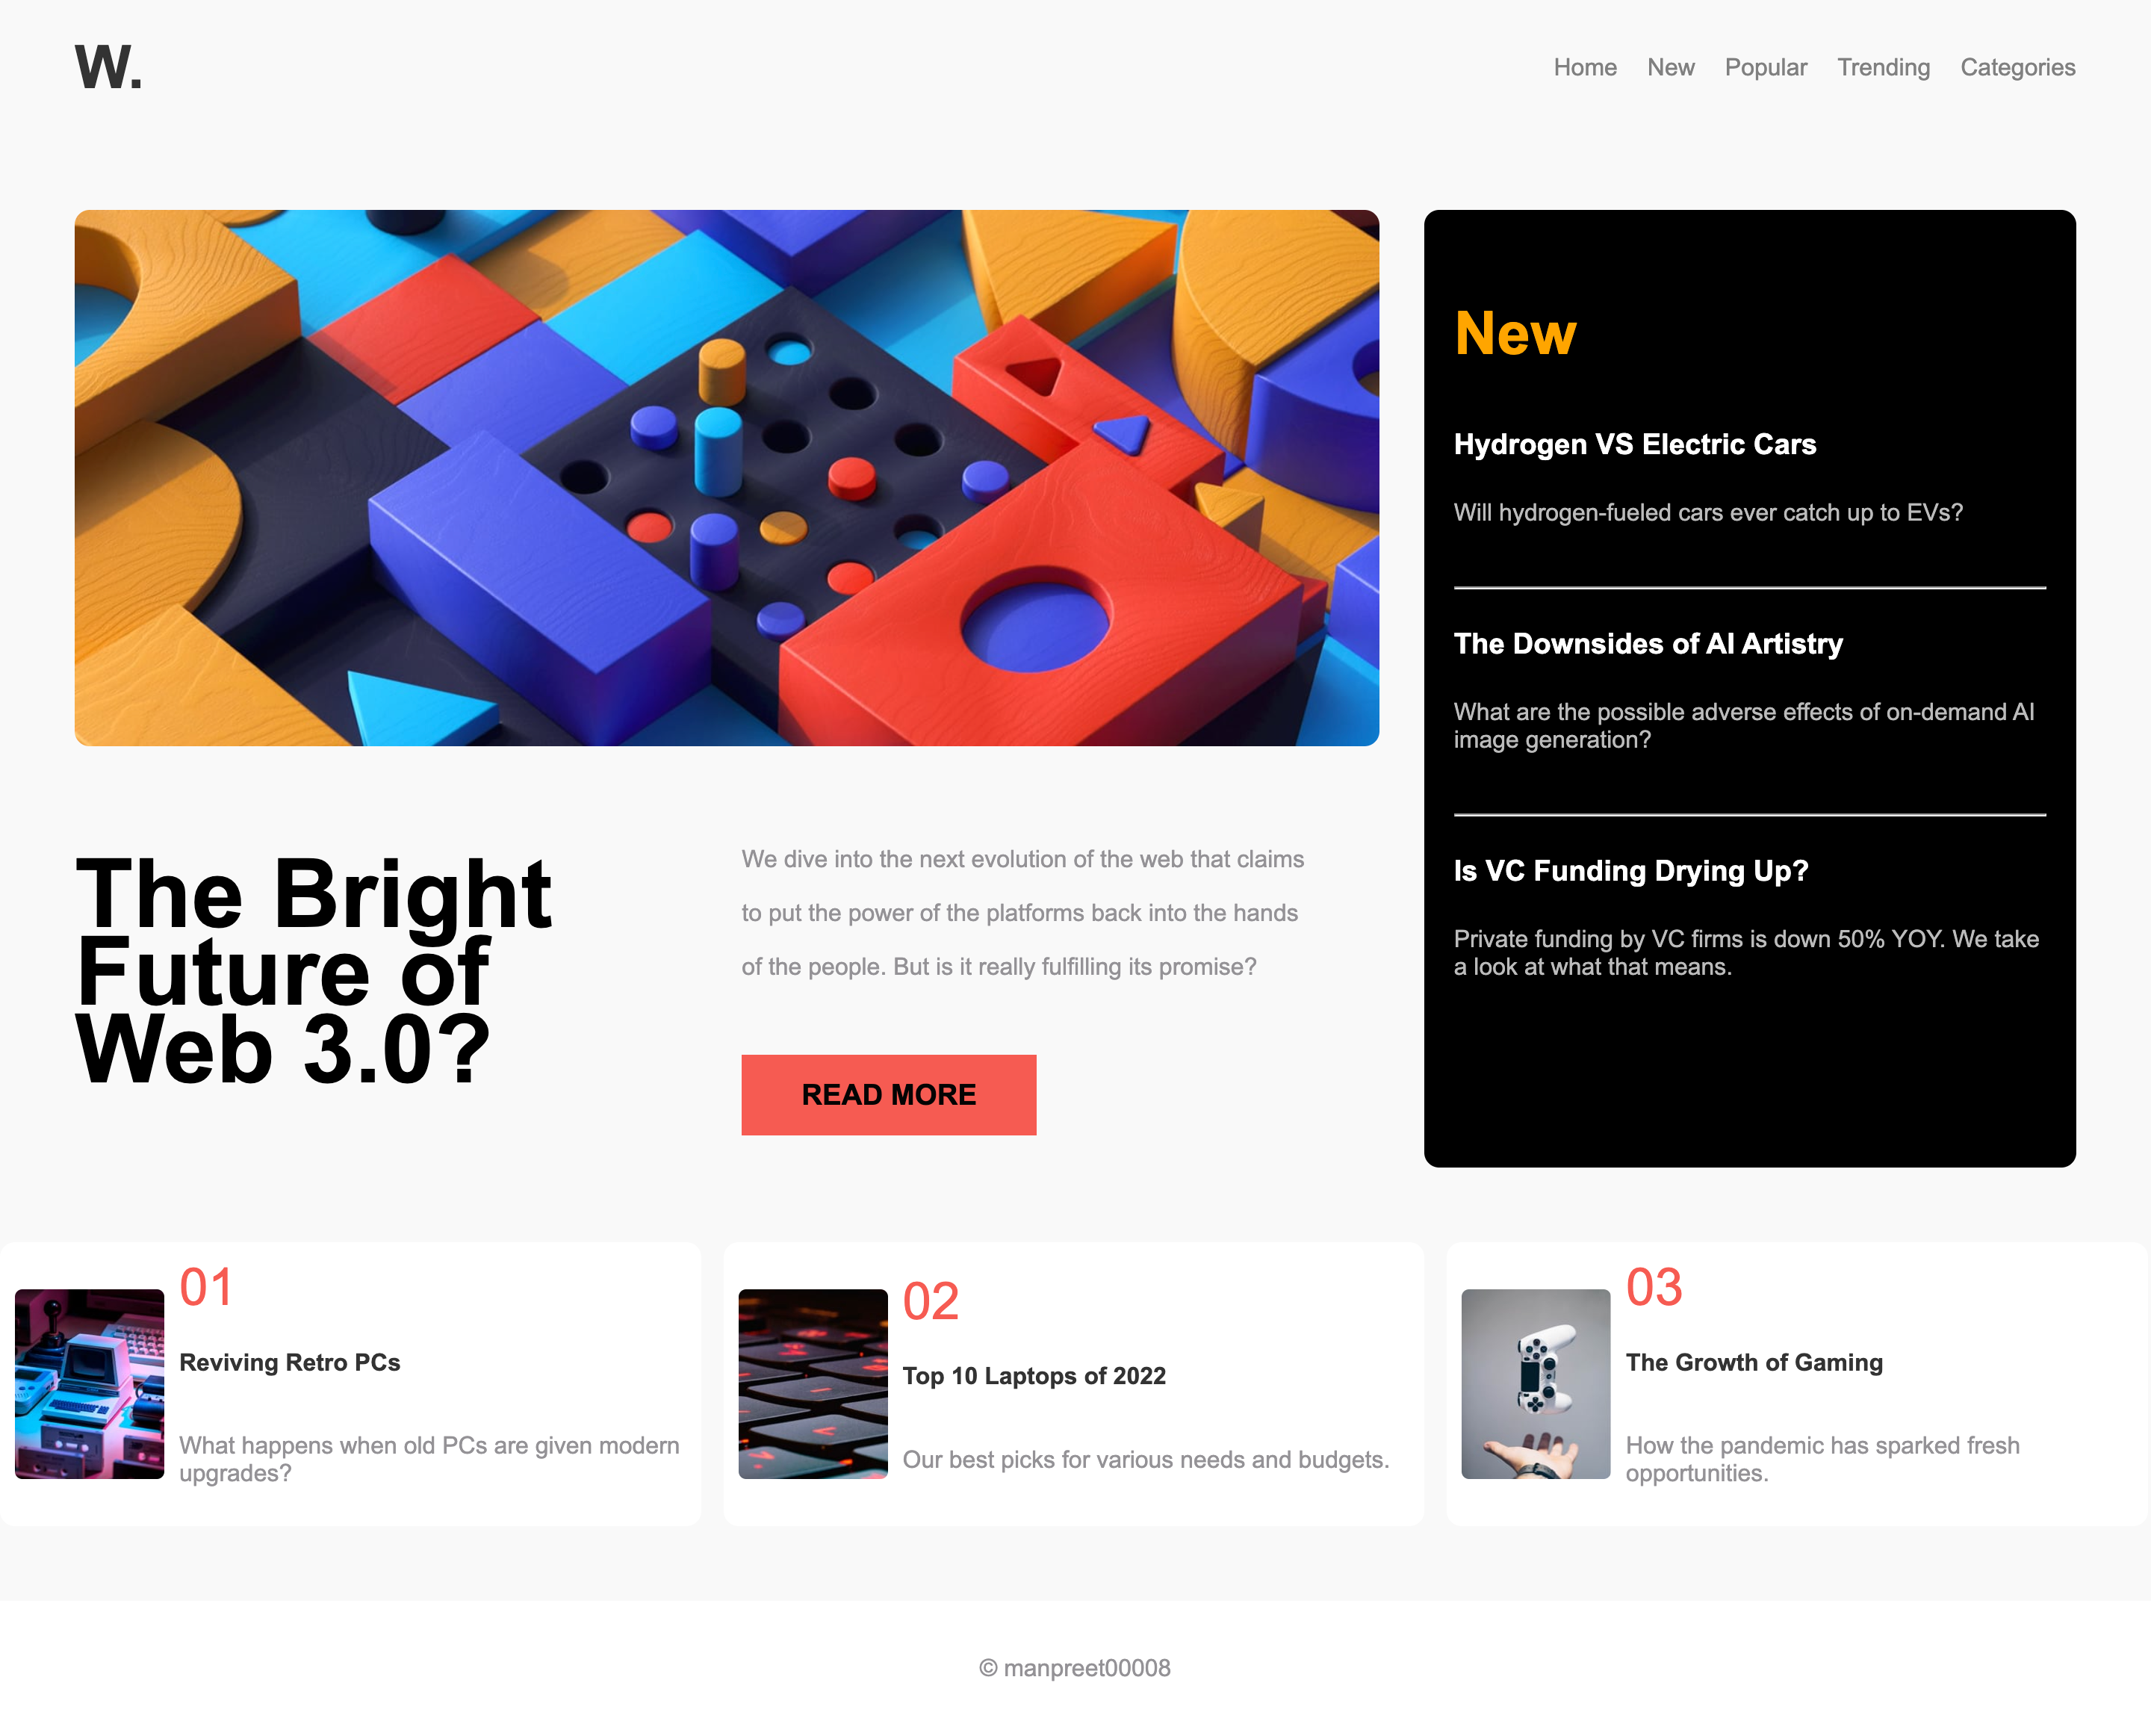 W.
Home New Popular Trending Categories
The Bright
Future of
Web 3.0?
We dive into the next evolution of the web that claims
to put the power of the platforms back into the hands
of the people. But is it really fulfilling its promise?
READ MORE
New
Hydrogen VS Electric Cars
Will hydrogen-fueled cars ever catch up to EVs?
The Downsides of AI Artistry
What are the possible adverse effects of on-demand AI
image generation?
Is VC Funding Drying Up?
Private funding by VC firms is down 50% YOY. We take
a look at what that means.
01
Reviving Retro PCs
What happens when old PCs are given modern
upgrades?
02
Top 10 Laptops of 2022
Our best picks for various needs and budgets.
03
The Growth of Gaming
How the pandemic has sparked fresh
opportunities.
© manpreet00008